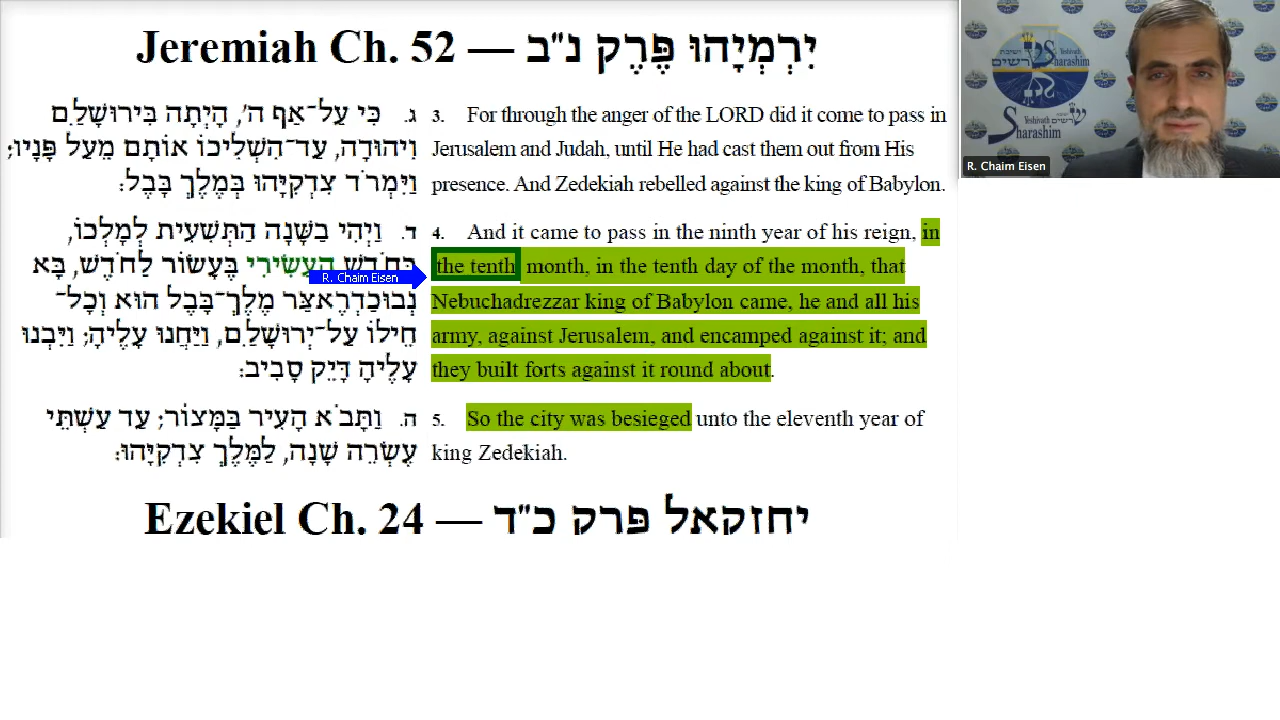 Jeremiah Ch. 52 — יִרְמְיָהוּ פֶּרֶק נ"ב
ג. כִּי עַל־אַף ה', הָיְתָה בִּירוּשָׁלִַם
וִיהוּדָה, עַד־הִשְׁלִיכוֹ אוֹתָם מֵעַל פָּנָיו;
וַיִּמְרֹד צִדְקִיָּהוּ בְּמֶלֶךְ בָּבֶל:
3. For through the anger of the LORD did it come to pass in
Jerusalem and Judah, until He had cast them out from His
presence. And Zedekiah rebelled against the king of Babylon.
ד. וַיְהִי בַשָּׁנָה הַתְּשִׁעִית לְמָלְכוֹ,
בַּחֹדֶשׁ הָעֲשִׂירִי בֶּעָשׂוֹר לַחֹדֶשׁ, בָּא
נְבוּכַדְרֶאצַּר מֶלֶךְ־בָּבֶל הוּא וְכָל־
חֵילוֹ עַל־יְרוּשָׁלִַם, וַיַּחֲנוּ עָלֶיהָ; וַיִּבְנוּ
עָלֶיהָ דָּיֵק סָבִיב:
4. And it came to pass in the ninth year of his reign, in
the tenth month, in the tenth day of the month, that
Nebuchadrezzar king of Babylon came, he and all his
army, against Jerusalem, and encamped against it; and
they built forts against it round about.
ה. וַתָּבֹא הָעִיר בַּמָּצוֹר; עַד עַשְׁתֵּי
עֶשְׂרֵה שָׁנָה, לַמֶּלֶךְ צִדְקִיָּהוּ:
5. So the city was besieged unto the eleventh year of
king Zedekiah.
Ezekiel Ch. 24 — יחזקאל פרק כ"ד
R. Chaim Eisen
Yeshivath
Sharashim
ישיבת
שרשים
Yeshivath שרשים
Sharashim
R. Chaim Eisen